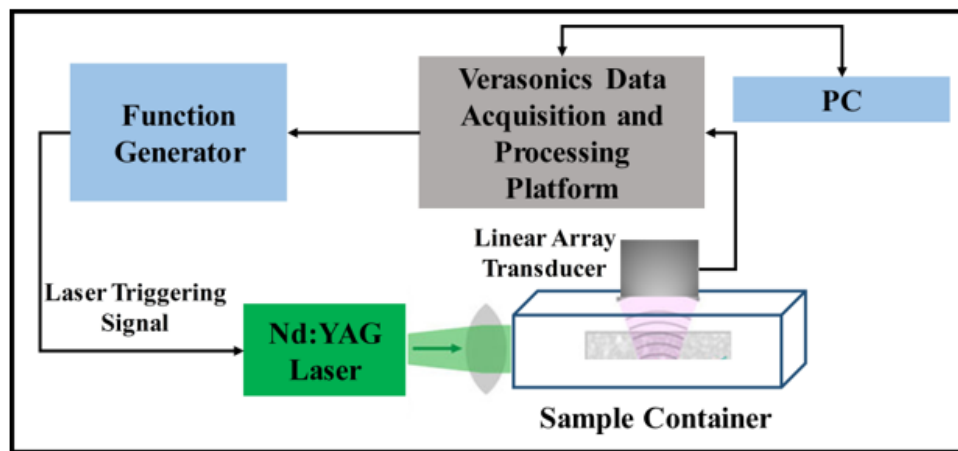 Function
Generator
Verasonics Data
Acquisition and
Processing
Platform
PC
Linear Array
Transducer
Laser Triggering
Signal
Nd:YAG
Laser
Sample Container